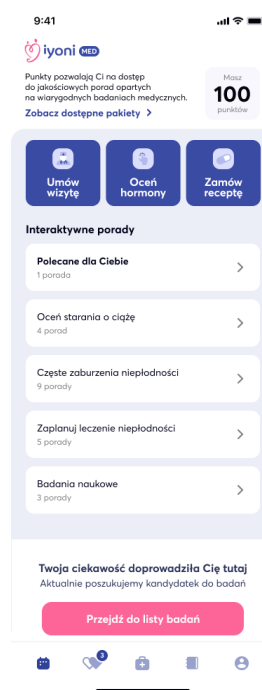 9:41
iyoni MED
Punkty pozwalają Ci na dostęp
do jakościowych porad opartych
na wiarygodnych badaniach medycznych.
Zobacz dostępne pakiety
Masz
100
punktów
Umów
wizytę
Oceń
hormony
Zamów
receptę
Interaktywne porady
Polecane dla Ciebie
1 porada
Oceń starania o ciążę
4 porad
Częste zaburzenia niepłodności
9 porady
Zaplanuj leczenie niepłodności
5 porady
Badania naukowe
3 porady
Twoja ciekawość doprowadziła Cię tutaj
Aktualnie poszukujemy kandydatek do badań
Przejdź do listy badań
3